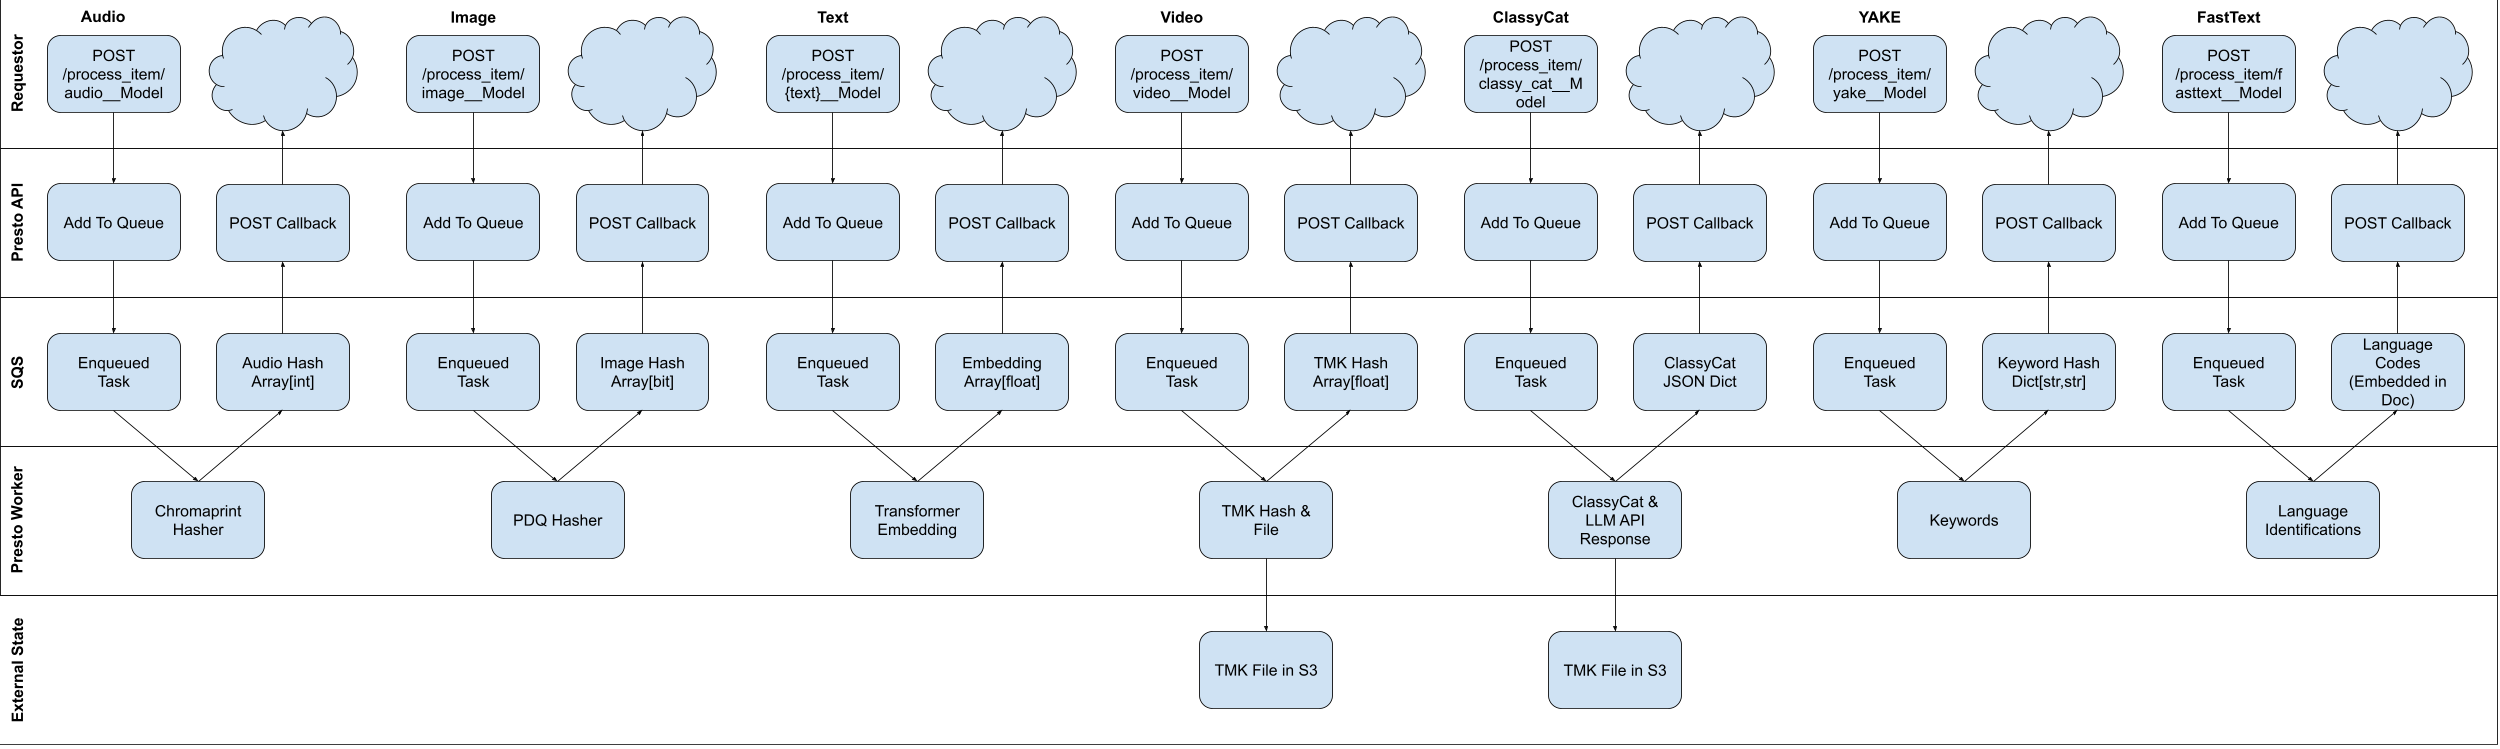 Audio
Image
Text
Video
ClassyCat
YAKE
FastText
Requestor
POST
/process_item/
audio__Model
POST
/process_item/
image__Model
POST
/process_item/
{text}__Model
POST
/process_item/
video__Model
POST
/process_item/
classy_cat__M
odel
POST
/process_item/
yake__Model
POST
/process_item/f
asttext__Model
Presto API
Add To Queue
POST Callback
Add To Queue
POST Callback
Add To Queue
POST Callback
Add To Queue
POST Callback
Add To Queue
POST Callback
Add To Queue
POST Callback
Add To Queue
POST Callback
SQS
Enqueued
Task
Audio Hash
Array[int]
Enqueued
Task
Image Hash
Array[bit]
Enqueued
Task
Embedding
Array[float]
Enqueued
Task
TMK Hash
Array[float]
Enqueued
Task
ClassyCat
JSON Dict
Enqueued
Task
Keyword Hash
Dict[str,str]
Enqueued
Task
Language
Codes
(Embedded in
Doc)
Presto Worker
Chromaprint
Hasher
PDQ Hasher
Transformer
Embedding
TMK Hash &
File
ClassyCat &
LLM API
Response
Keywords
Language
Identifications
External State
TMK File in S3
TMK File in S3